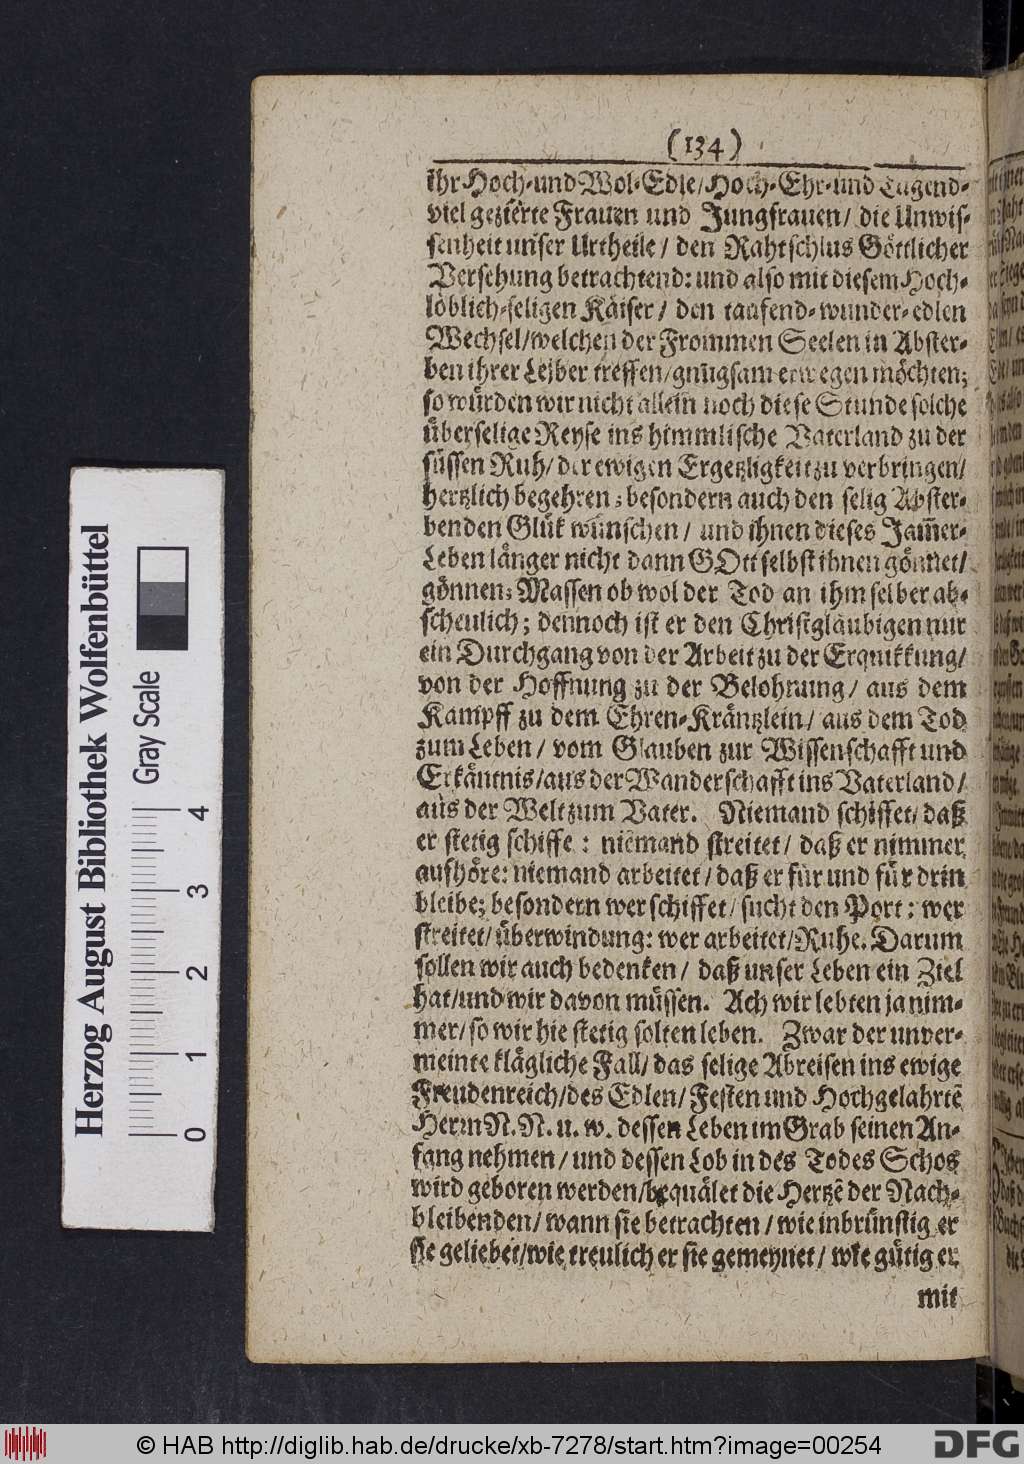 (134)
ihr Hoch-und Wol-Edle/Hoch-Ehr-und Tugend-
viel gezierte Frauen und Jungfrauen/ die Unwis-
senheit unser Urtheile/ den Rahtschlus Göttlicher
Versehung betrachtend: und also mit diesem Hoch-
löblich-seligen Käiser/ den tausend-wunder-edlen
Wechsel/welchen der Frommen Seelen in Abster-
ben ihrer Leiber treffen/gnugsam erwegen möchten;
so würden wir nicht allein noch diese Stunde solche
überselige Reyse ins himmlische Vaterland zu der
süssen Ruh/ der ewigen Ergetzligkeit zu verbringen/
hertzlich begehren; besondern auch den selig Abster-
benden Glük wünschen/ und ihnen dieses Jam̃er-
Leben länger nicht dann GOtt selbst ihnen gönnet/
gönnen; Massen ob wol der Tod an ihm selber ab-
scheulich; dennoch ist er den Christgläubigen nur
ein Durchgang von der Arbeit zu der Erquikkung/
von der Hoffnung zu der Belohnung/ aus dem
Kampff zu dem Ehren-Kräntzlein/ aus dem Tod
zum Leben/ vom Glauben zur Wissenschafft und
Erkäntnis/aus der Wanderschafft ins Vaterland/
aus der Welt zum Vater. Niemand schiffet/ daß
er stetig schiffe: niemand streitet/ daß er nimmer
aufhöre: niemand arbeitet/ daß er für und für drin
bleibe; besondern wer schiffet/ sucht den Port: wer
streitet/ überwindung: wer arbeitet/Ruhe. Darum
sollen wir auch bedenken/ daß unser Leben ein Ziel
hat/und wir davon müssen. Ach wir lebten ja nim-
mer/ so wir hie stetig solten leben. Zwar der unver-
meinte klägliche Fall/ das selige Abreisen ins ewige
Freudenreich/des Edlen/ Festen und Hochgelahrtẽ
Herrn N. N. u. w. dessen Leben im Grab seinen An-
fang nehmen/ und dessen Lob in des Todes Schos
wird geboren werden/bequälet die Hertzẽ der Nach-
bleibenden/ wann sie betrachten/ wie inbrünstig er
sie geliebet/wie treulich er sie gemeynet/ wie gütig er
mit
Herzog August Bibliothek Wolfenbüttel
Gray Scale
0 1 2 3 4
© HAB http://diglib.hab.de/drucke/xb-7278/start.htm?image=00254
DFG